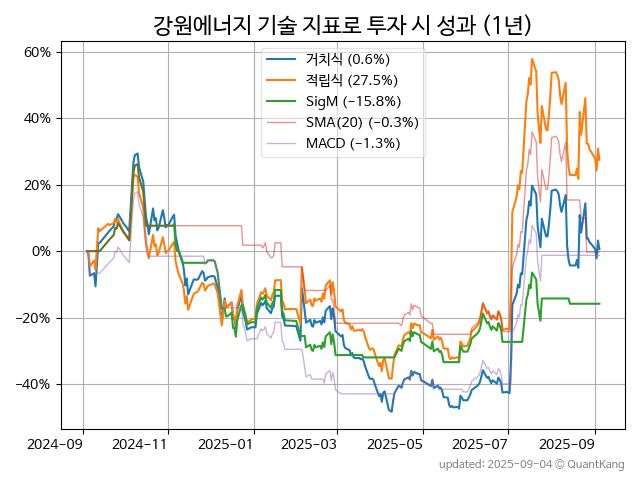 강원에너지 기술 지표로 투자 시 성과 (1년)
거치식 (0.6%)
적립식 (27.5%)
SigM (−15.8%)
SMA(20) (−0.3%)
MACD (−1.3%)
60%
40%
20%
0%
−20%
−40%
2024−09 2024−11 2025−01 2025−03 2025−05 2025−07 2025−09
updated: 2025−09−04 © QuantKang